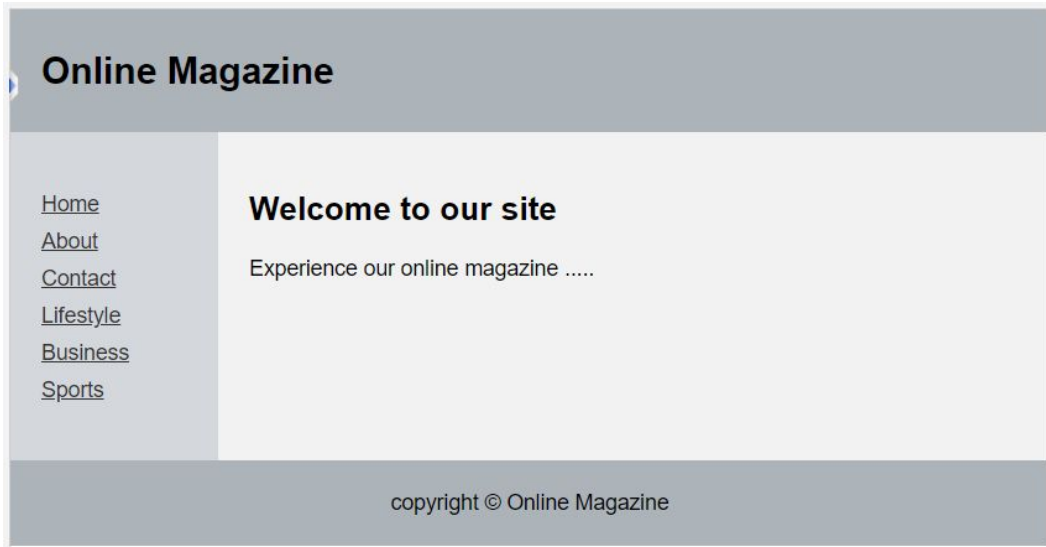 Online Magazine
Home
About
Contact
Lifestyle
Business
Sports
Welcome to our site
Experience our online magazine .....
copyright © Online Magazine